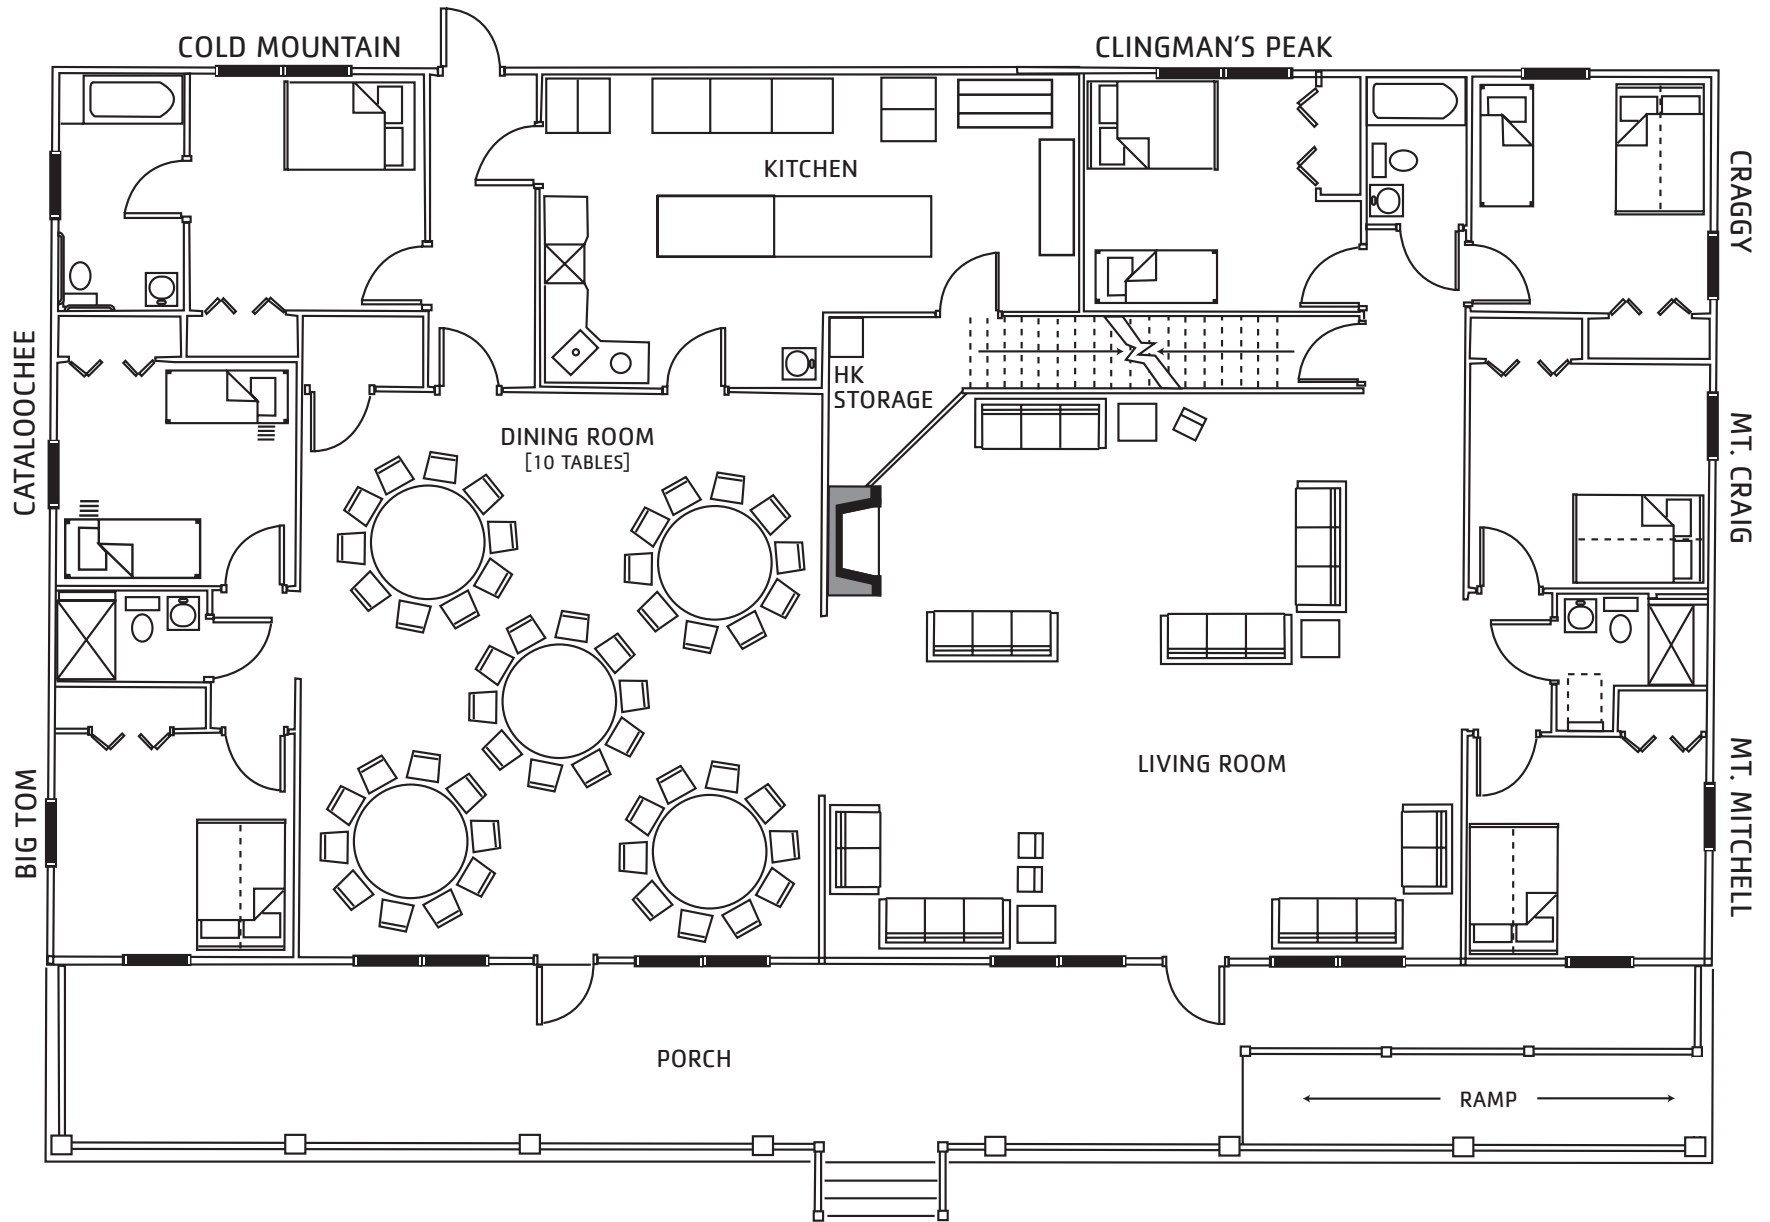 COLD MOUNTAIN
CLINGMAN'S PEAK
KITCHEN
CRAGGY
CATALOOCHEE
HK
STORAGE
DINING ROOM
[10 TABLES]
MT. CRAIG
LIVING ROOM
BIG TOM
MT. MITCHELL
PORCH
RAMP